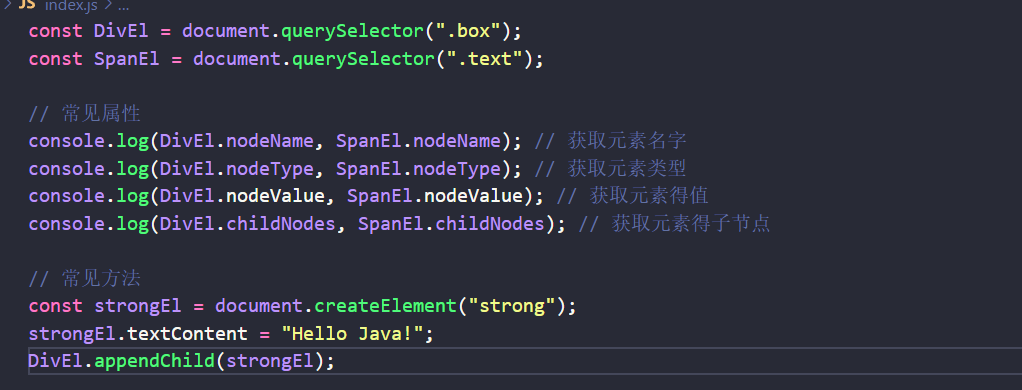 JS index.js > ...
const DivEl = document.querySelector(".box");
const SpanEl = document.querySelector(".text");
// 常见属性
console.log(DivEl.nodeName, SpanEl.nodeName); // 获取元素名字
console.log(DivEl.nodeType, SpanEl.nodeType); // 获取元素类型
console.log(DivEl.nodeValue, SpanEl.nodeValue); // 获取元素得值
console.log(DivEl.childNodes, SpanEl.childNodes); // 获取元素得子节点
// 常见方法
const strongEl = document.createElement("strong");
strongEl.textContent = "Hello Java!";
DivEl.appendChild(strongEl);